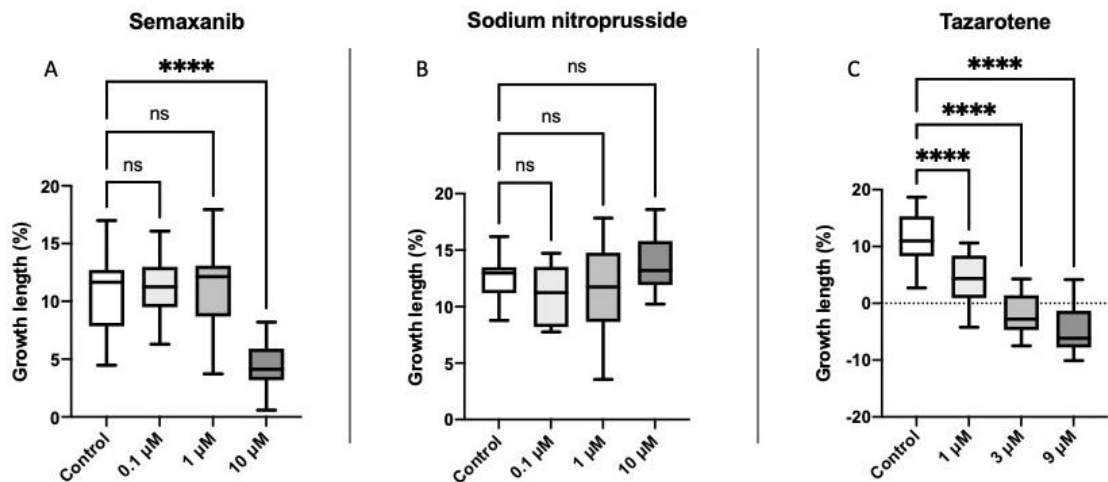 Semaxanib
Sodium nitroprusside
Tazarotene
A
****
ns
ns
20
15
10
5
0
Growth length (%)
Control
0.1 µM
1 µM
10 µM
B
ns
ns
ns
20
15
10
5
0
Growth length (%)
Control
0.1 µM
1 µM
10 µM
C
****
****
****
20
10
0
-10
-20
Growth length (%)
Control
1 µM
3 µM
9 µM